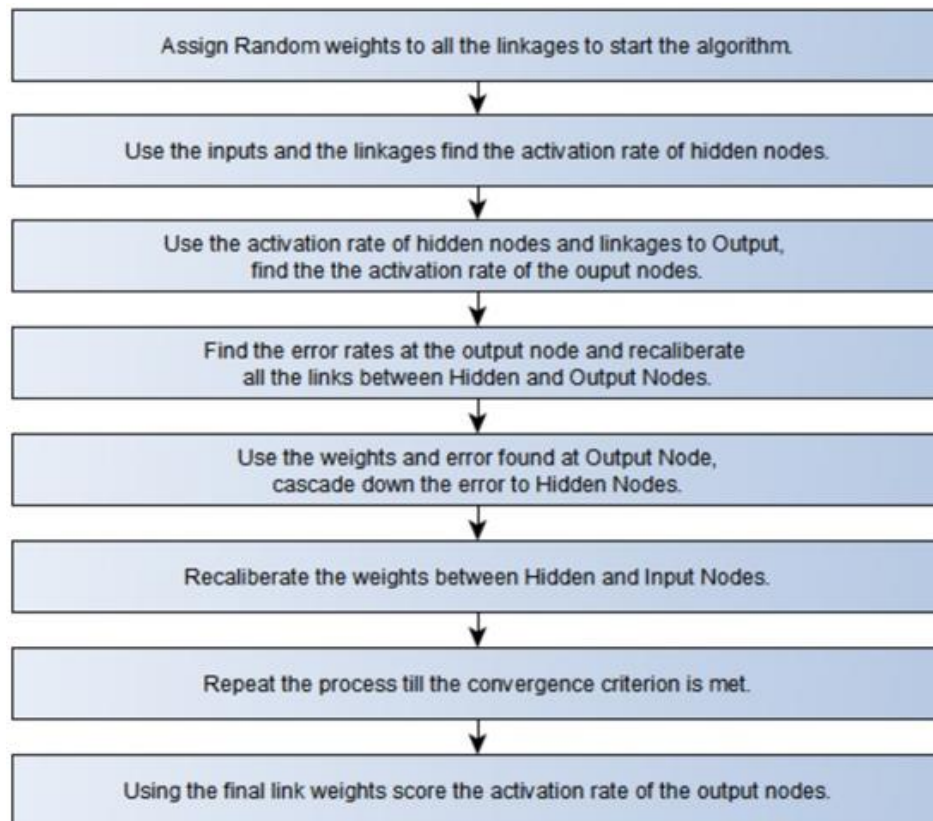 Assign Random weights to all the linkages to start the algorithm.
Use the inputs and the linkages find the activation rate of hidden nodes.
Use the activation rate of hidden nodes and linkages to Output,
find the the activation rate of the ouput nodes.
Find the error rates at the output node and recaliberate
all the links between Hidden and Output Nodes.
Use the weights and error found at Output Node,
cascade down the error to Hidden Nodes.
Recaliberate the weights between Hidden and Input Nodes.
Repeat the process till the convergence criterion is met.
Using the final link weights score the activation rate of the output nodes.